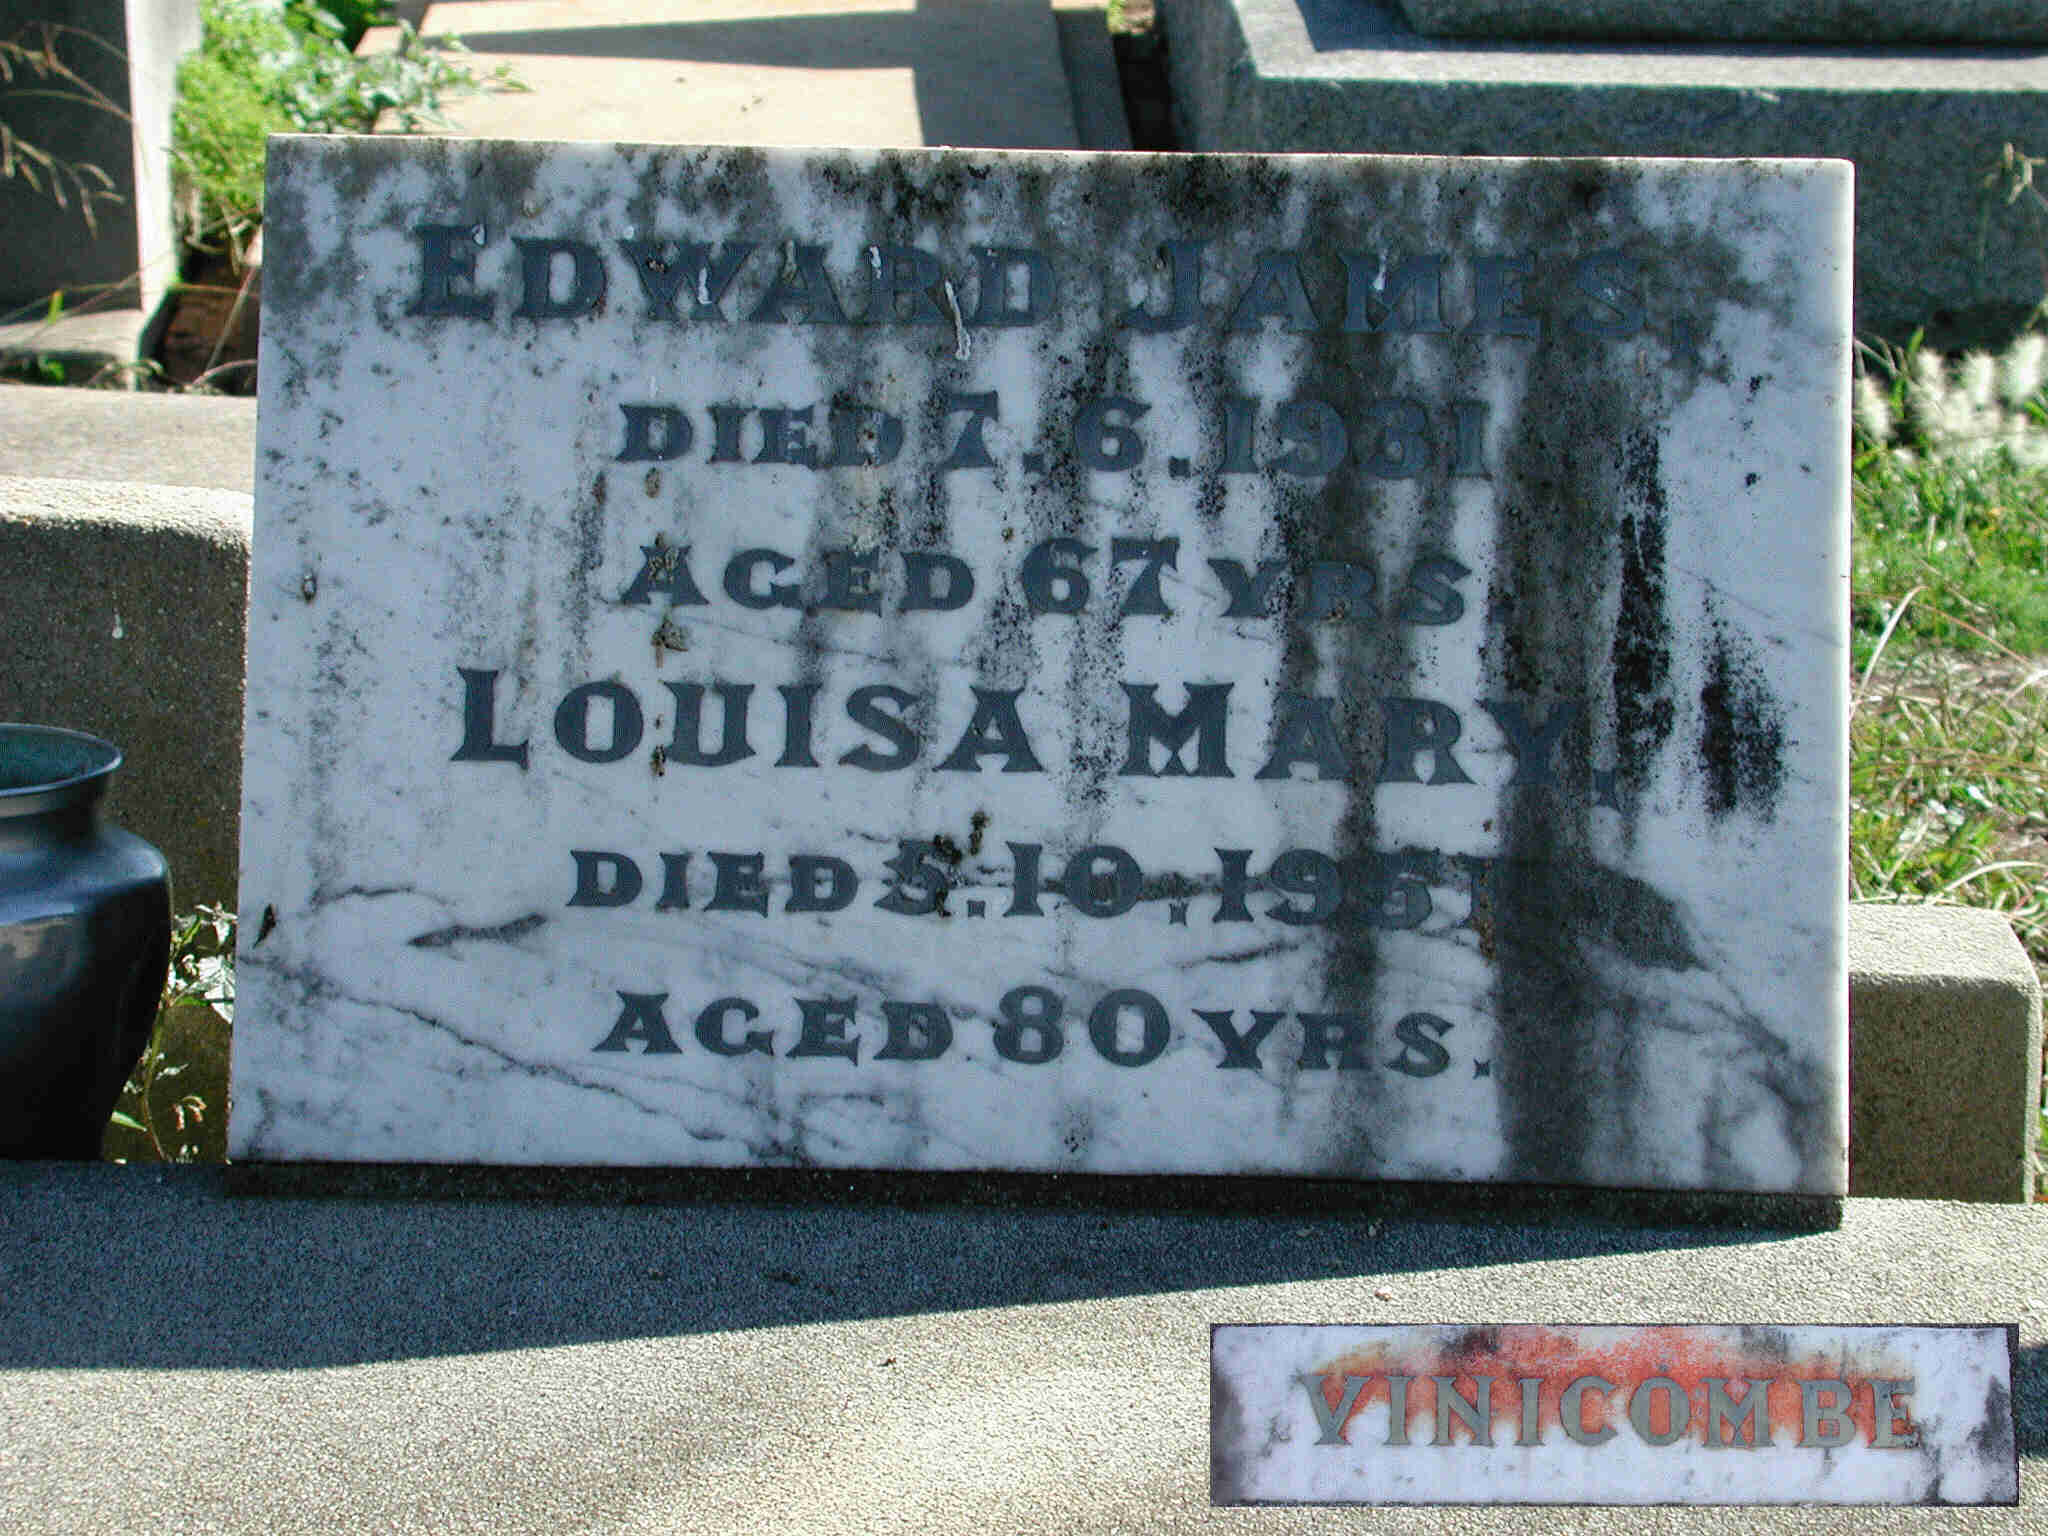 EDWARD JAMES,
DIED 7.6.1931
AGED 67 YRS.
LOUISA MARY,
DIED 5.10.1951
AGED 80 YRS.
VINICOMBE